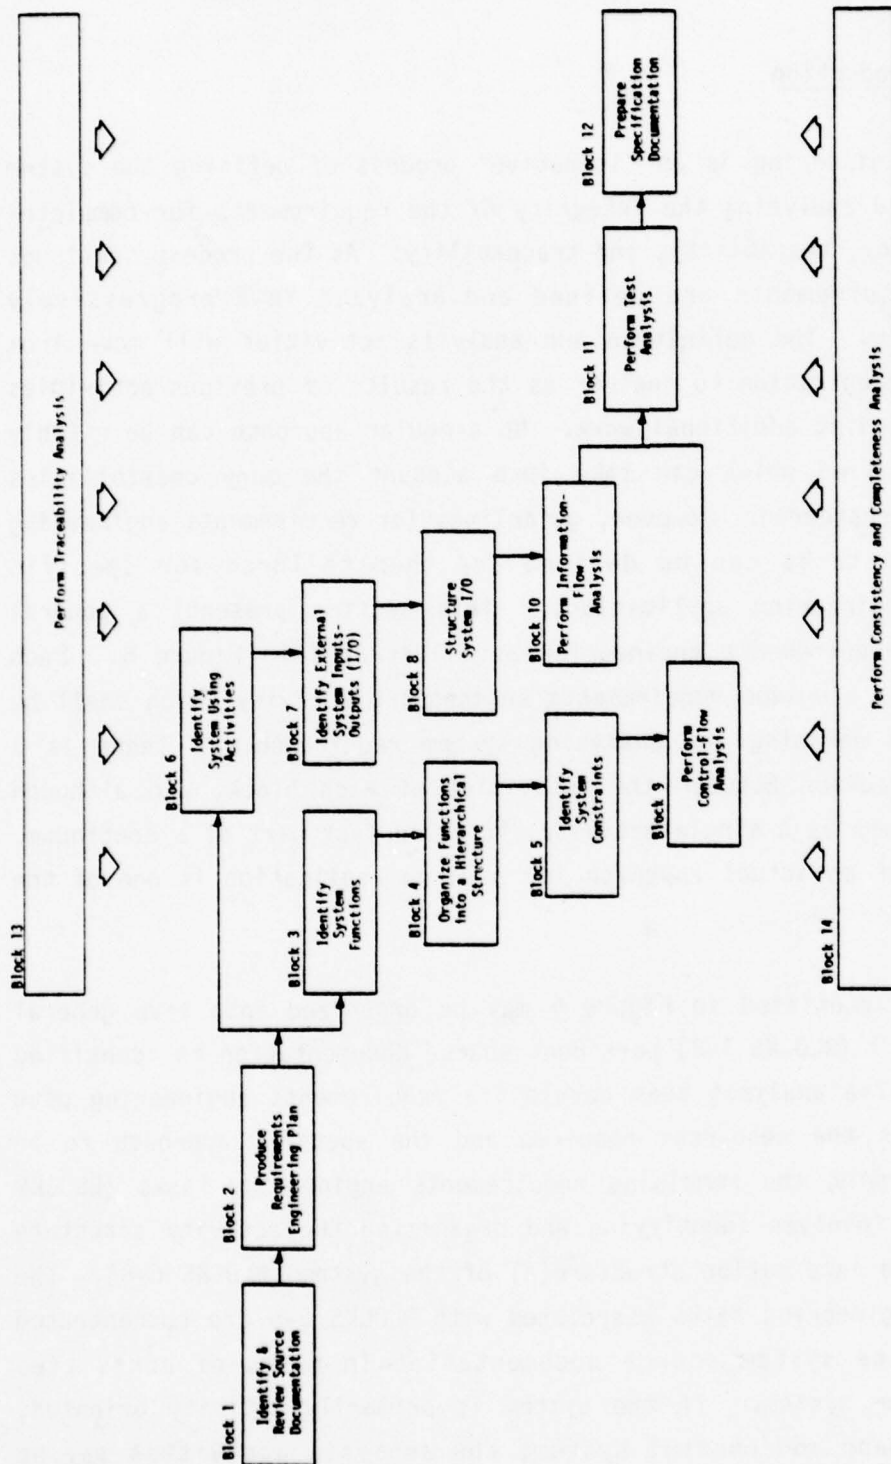 Block 13
Perform Traceability Analysis
Block 1
Identify &
Review Source
Documentation
Block 2
Produce
Requirements
Engineering Plan
Block 3
Identify
System
Functions
Block 4
Organize Functions
into a Hierarchical
Structure
Block 5
Identify
System
Constraints
Block 6
Identify
System Using
Activities
Block 7
Identify External
System Inputs-
Outputs (I/O)
Block 8
Structure
System I/O
Block 9
Perform
Control-Flow
Analysis
Block 10
Perform Information-
Flow
Analysis
Block 11
Perform Test
Analysis
Block 12
Prepare
Specification
Documentation
Block 14
Perform Consistency and Completeness Analysis